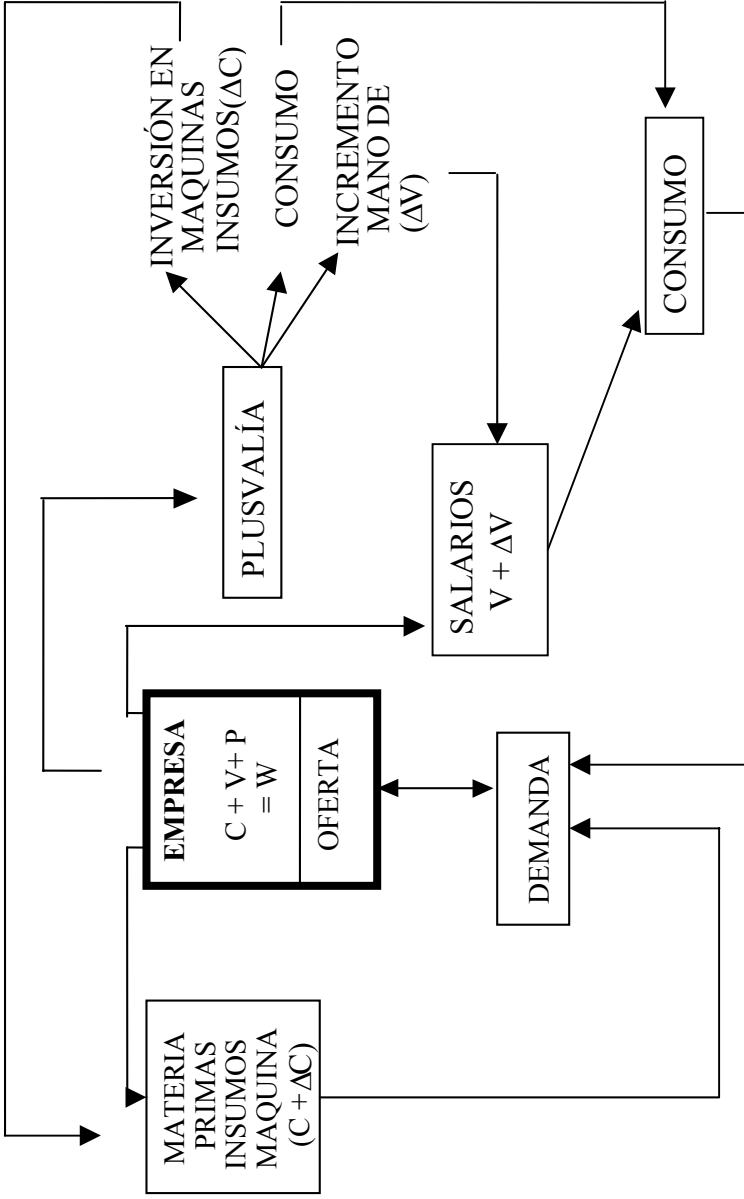 MATERIA
PRIMAS
INSUMOS
MAQUINA
(C + ΔC)
EMPRESA
C + V+ P
= W
OFERTA
DEMANDA
PLUSVALÍA
SALARIOS
V + ΔV
INVERSIÓN EN
MAQUINAS
INSUMOS(ΔC)
CONSUMO
INCREMENTO
MANO DE
(ΔV)
CONSUMO